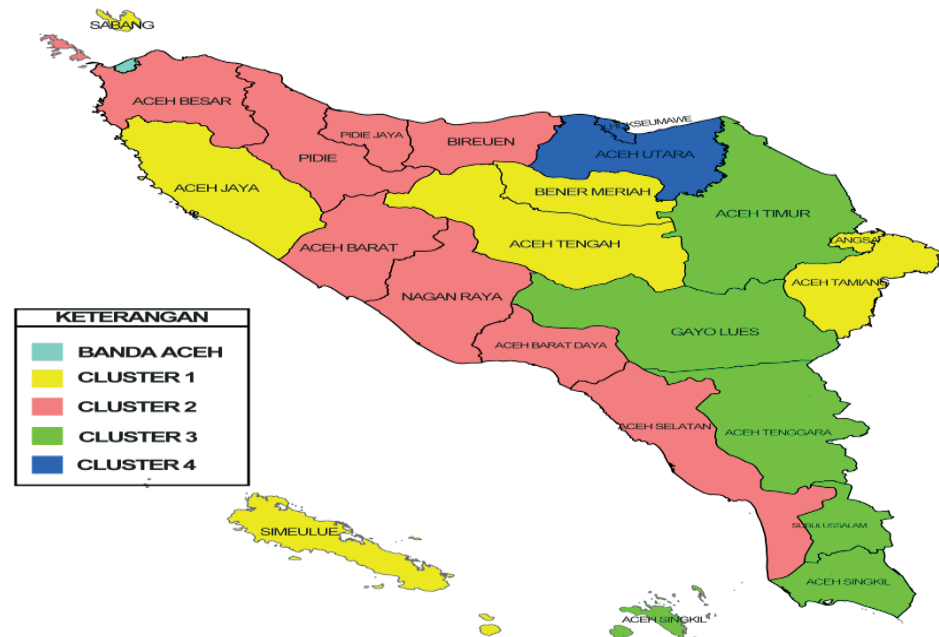 SABANG
ACEH BESAR
PIDIE JAYA
BIREUEN
PIDIE
ACEH UTARA
ACEH JAYA
BENER MERIAH
ACEH TIMUR
ACEH BARAT
ACEH TENGAH
LANGSA
ACEH TAMIANG
NAGAN RAYA
GAYO LUES
ACEH BARAT DAYA
ACEH SELATAN
ACEH TENGGARA
SIMEULUE
SUBULUSSALAM
ACEH SINGKIL
ACEH SINGKIL
KETERANGAN
BANDA ACEH
CLUSTER 1
CLUSTER 2
CLUSTER 3
CLUSTER 4